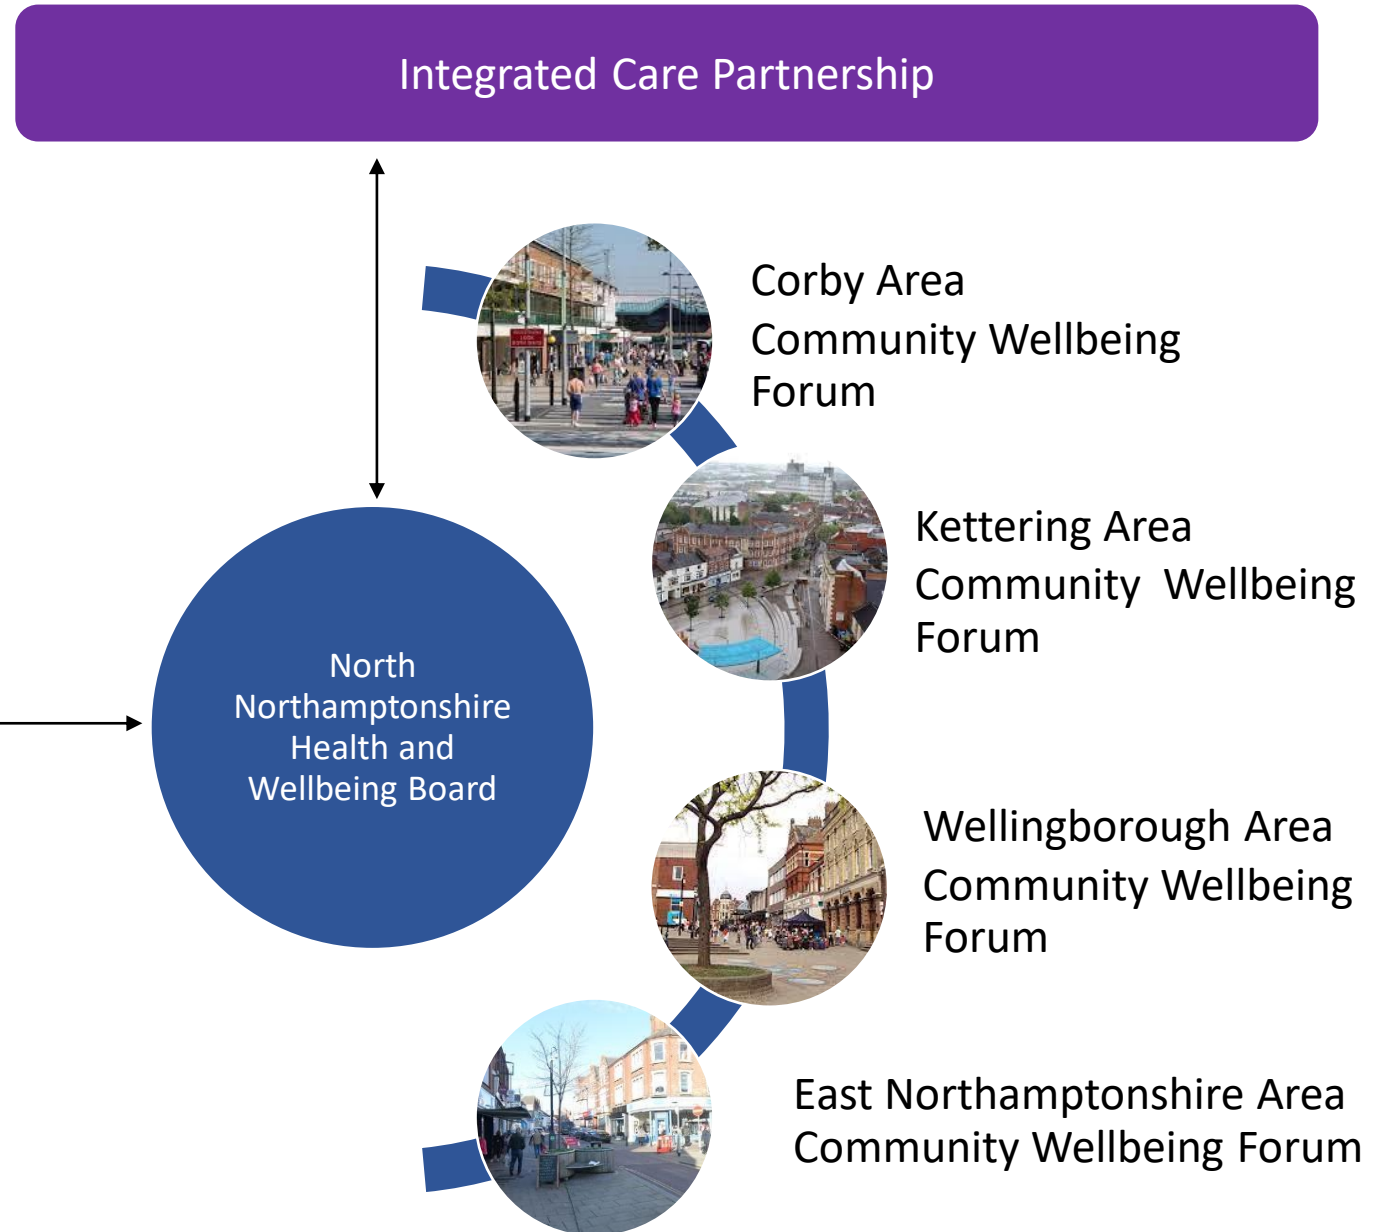 Integrated Care Partnership
Corby Area
Community Wellbeing
Forum
Kettering Area
Community  Wellbeing
Forum
North
Northamptonshire
Health and
Wellbeing Board
Wellingborough Area
Community Wellbeing
Forum
East Northamptonshire Area
Community Wellbeing Forum